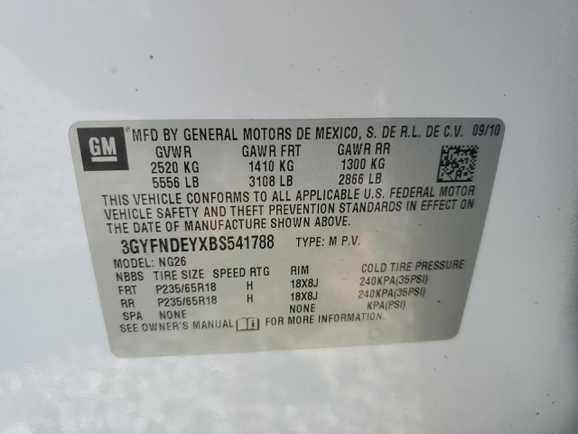 GM ® MFD BY GENERAL MOTORS DE MEXICO, S. DE R.L. DE C.V. 09/10
GVWR GAWR FRT GAWR RR
2520 KG 1410 KG 1300 KG
5556 LB 3108 LB 2866 LB
THIS VEHICLE CONFORMS TO ALL APPLICABLE U.S. FEDERAL MOTOR
VEHICLE SAFETY AND THEFT PREVENTION STANDARDS IN EFFECT ON
THE DATE OF MANUFACTURE SHOWN ABOVE.
3GYFNDEYXBS541788 TYPE: M P.V.
MODEL: NG26
NBBS TIRE SIZE SPEED RTG RIM COLD TIRE PRESSURE
FRT P235/65R18 H 18X8J 240KPA(35PSI)
RR P235/65R18 H 18X8J 240KPA(35PSI)
SPA NONE NONE KPA(PSI)
SEE OWNER'S MANUAL FOR MORE INFORMATION.